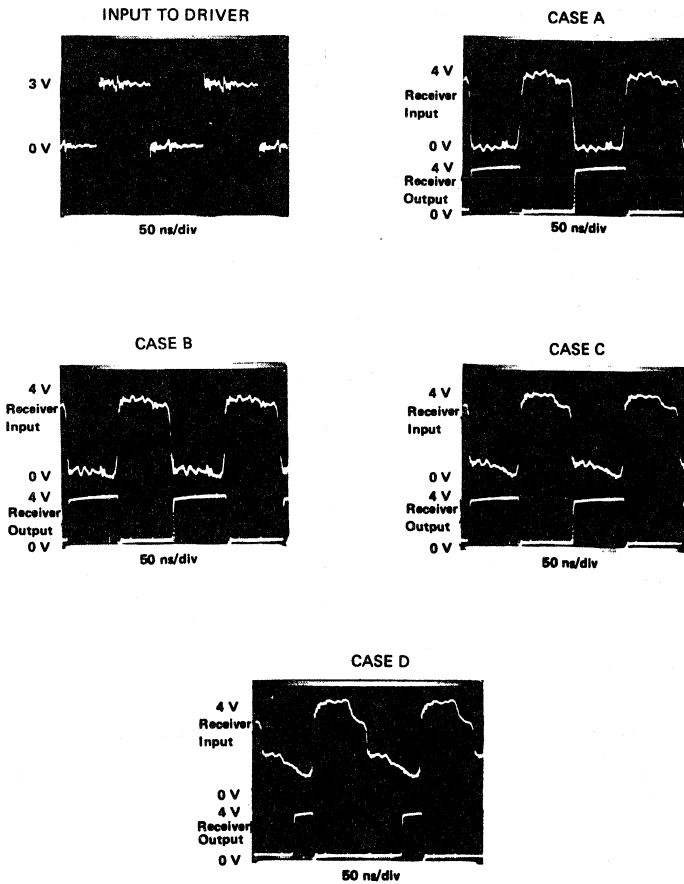 INPUT TO DRIVER
3 V
0 V
50 ns/div
CASE A
4 V
Receiver
Input
0 V
4 V
Receiver
Output
0 V
50 ns/div
CASE B
4 V
Receiver
Input
0 V
4 V
Receiver
Output
0 V
50 ns/div
CASE C
4 V
Receiver
Input
0 V
4 V
Receiver
Output
0 V
50 ns/div
CASE D
4 V
Receiver
Input
0 V
4 V
Receiver
Output
0 V
50 ns/div